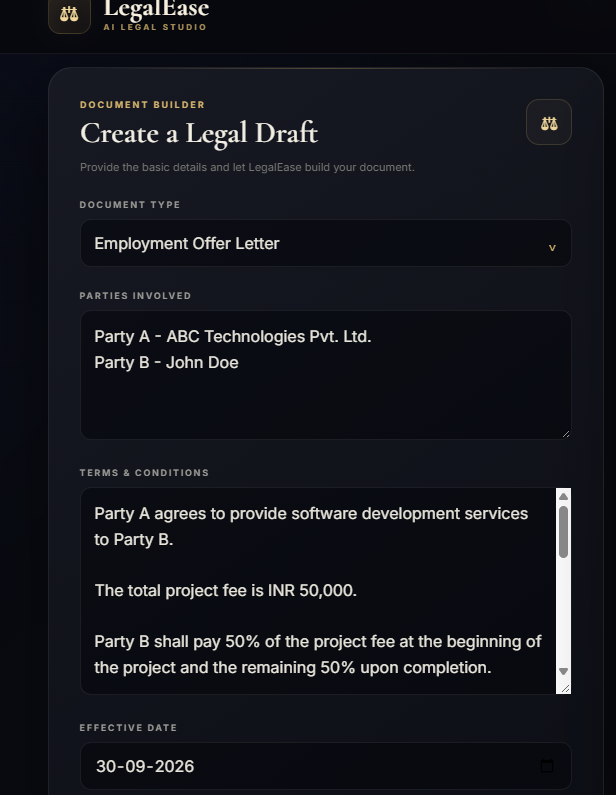 LegalEase
AI LEGAL STUDIO
DOCUMENT BUILDER
Create a Legal Draft
Provide the basic details and let LegalEase build your document.
DOCUMENT TYPE
Employment Offer Letter
v
PARTIES INVOLVED
Party A - ABC Technologies Pvt. Ltd.
Party B - John Doe
TERMS & CONDITIONS
Party A agrees to provide software development services
to Party B.
The total project fee is INR 50,000.
Party B shall pay 50% of the project fee at the beginning of
the project and the remaining 50% upon completion.
EFFECTIVE DATE
30-09-2026